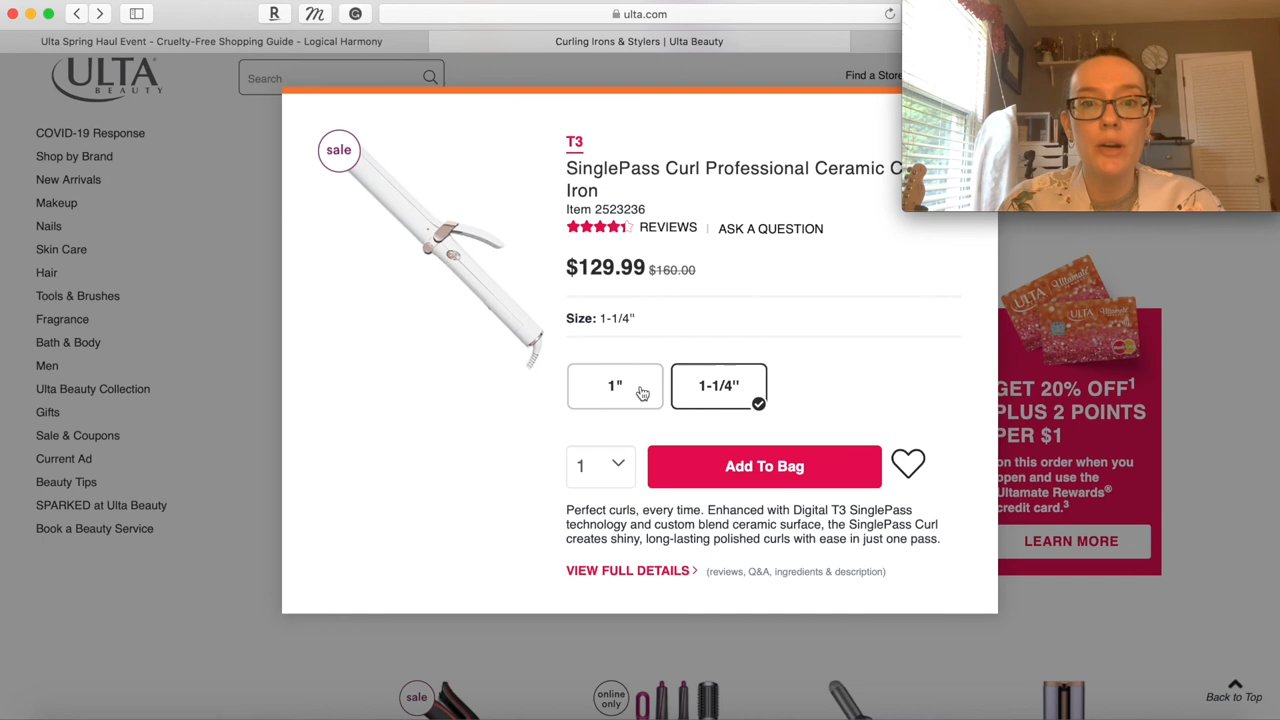 R
M
G
ulta.com
Ulta Spring Haul Event - Cruelty-Free Shopping Guide - Logical Harmony
Curling Irons & Stylers | Ulta Beauty
ULTA
BEAUTY
Search
Find a Store
COVID-19 Response
Shop by Brand
New Arrivals
Makeup
Nails
Skin Care
Hair
Tools & Brushes
Fragrance
Bath & Body
Men
Ulta Beauty Collection
Gifts
Sale & Coupons
Current Ad
Beauty Tips
SPARKED at Ulta Beauty
Book a Beauty Service
sale
T3
SinglePass Curl Professional Ceramic C
Iron
Item 2523236
REVIEWS | ASK A QUESTION
$129.99 $160.00
Size: 1-1/4"
1"
1-1/4"
1
Add To Bag
Perfect curls, every time. Enhanced with Digital T3 SinglePass
technology and custom blend ceramic surface, the SinglePass Curl
creates shiny, long-lasting polished curls with ease in just one pass.
VIEW FULL DETAILS > (reviews, Q&A, ingredients & description)
ULTA
Ultamate
ULTA
Ultamate
GET 20% OFF¹
PLUS 2 POINTS
PER $1
on this order when you
open and use the
Ultamate Rewards®
credit card.³
LEARN MORE
sale
online
only
Back to Top